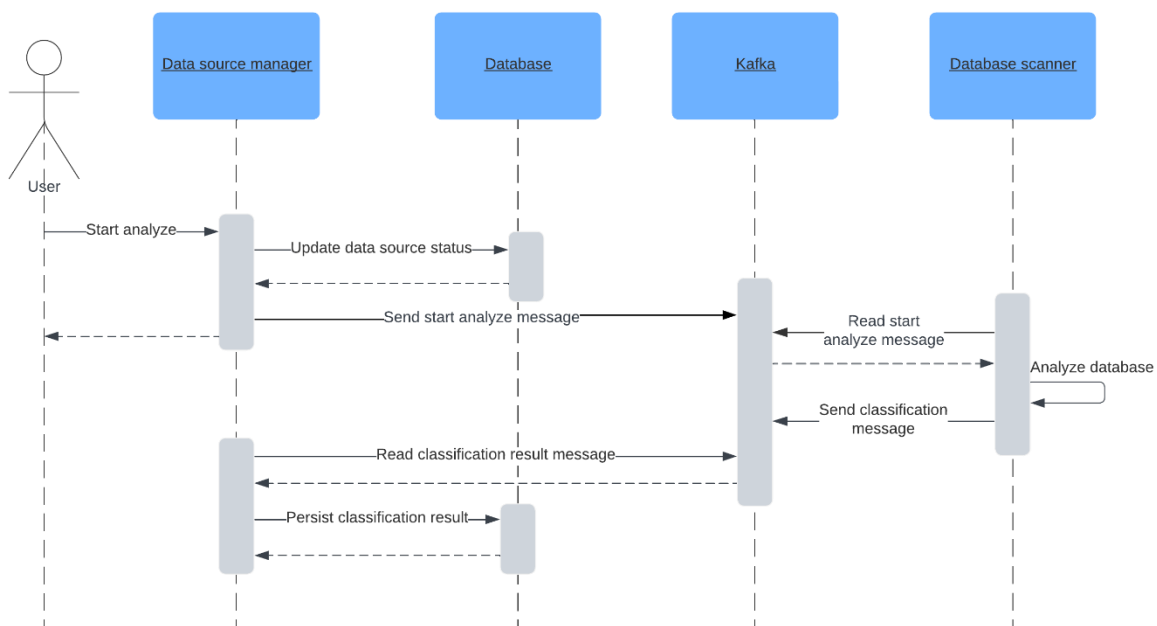 Data source manager
Database
Kafka
Database scanner
User
Start analyze
Update data source status
Send start analyze message
Read start
analyze message
Analyze database
Send classification
message
Read classification result message
Persist classification result